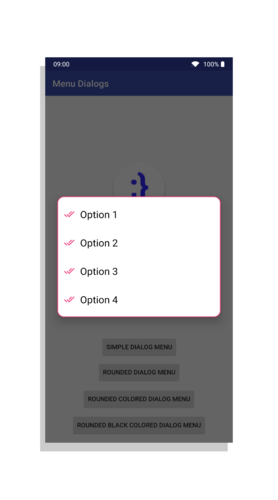 09:00 100%
Menu Dialogs
:}
Option 1
Option 2
Option 3
Option 4
SIMPLE DIALOG MENU
ROUNDED DIALOG MENU
ROUNDED COLORED DIALOG MENU
ROUNDED BLACK COLORED DIALOG MENU